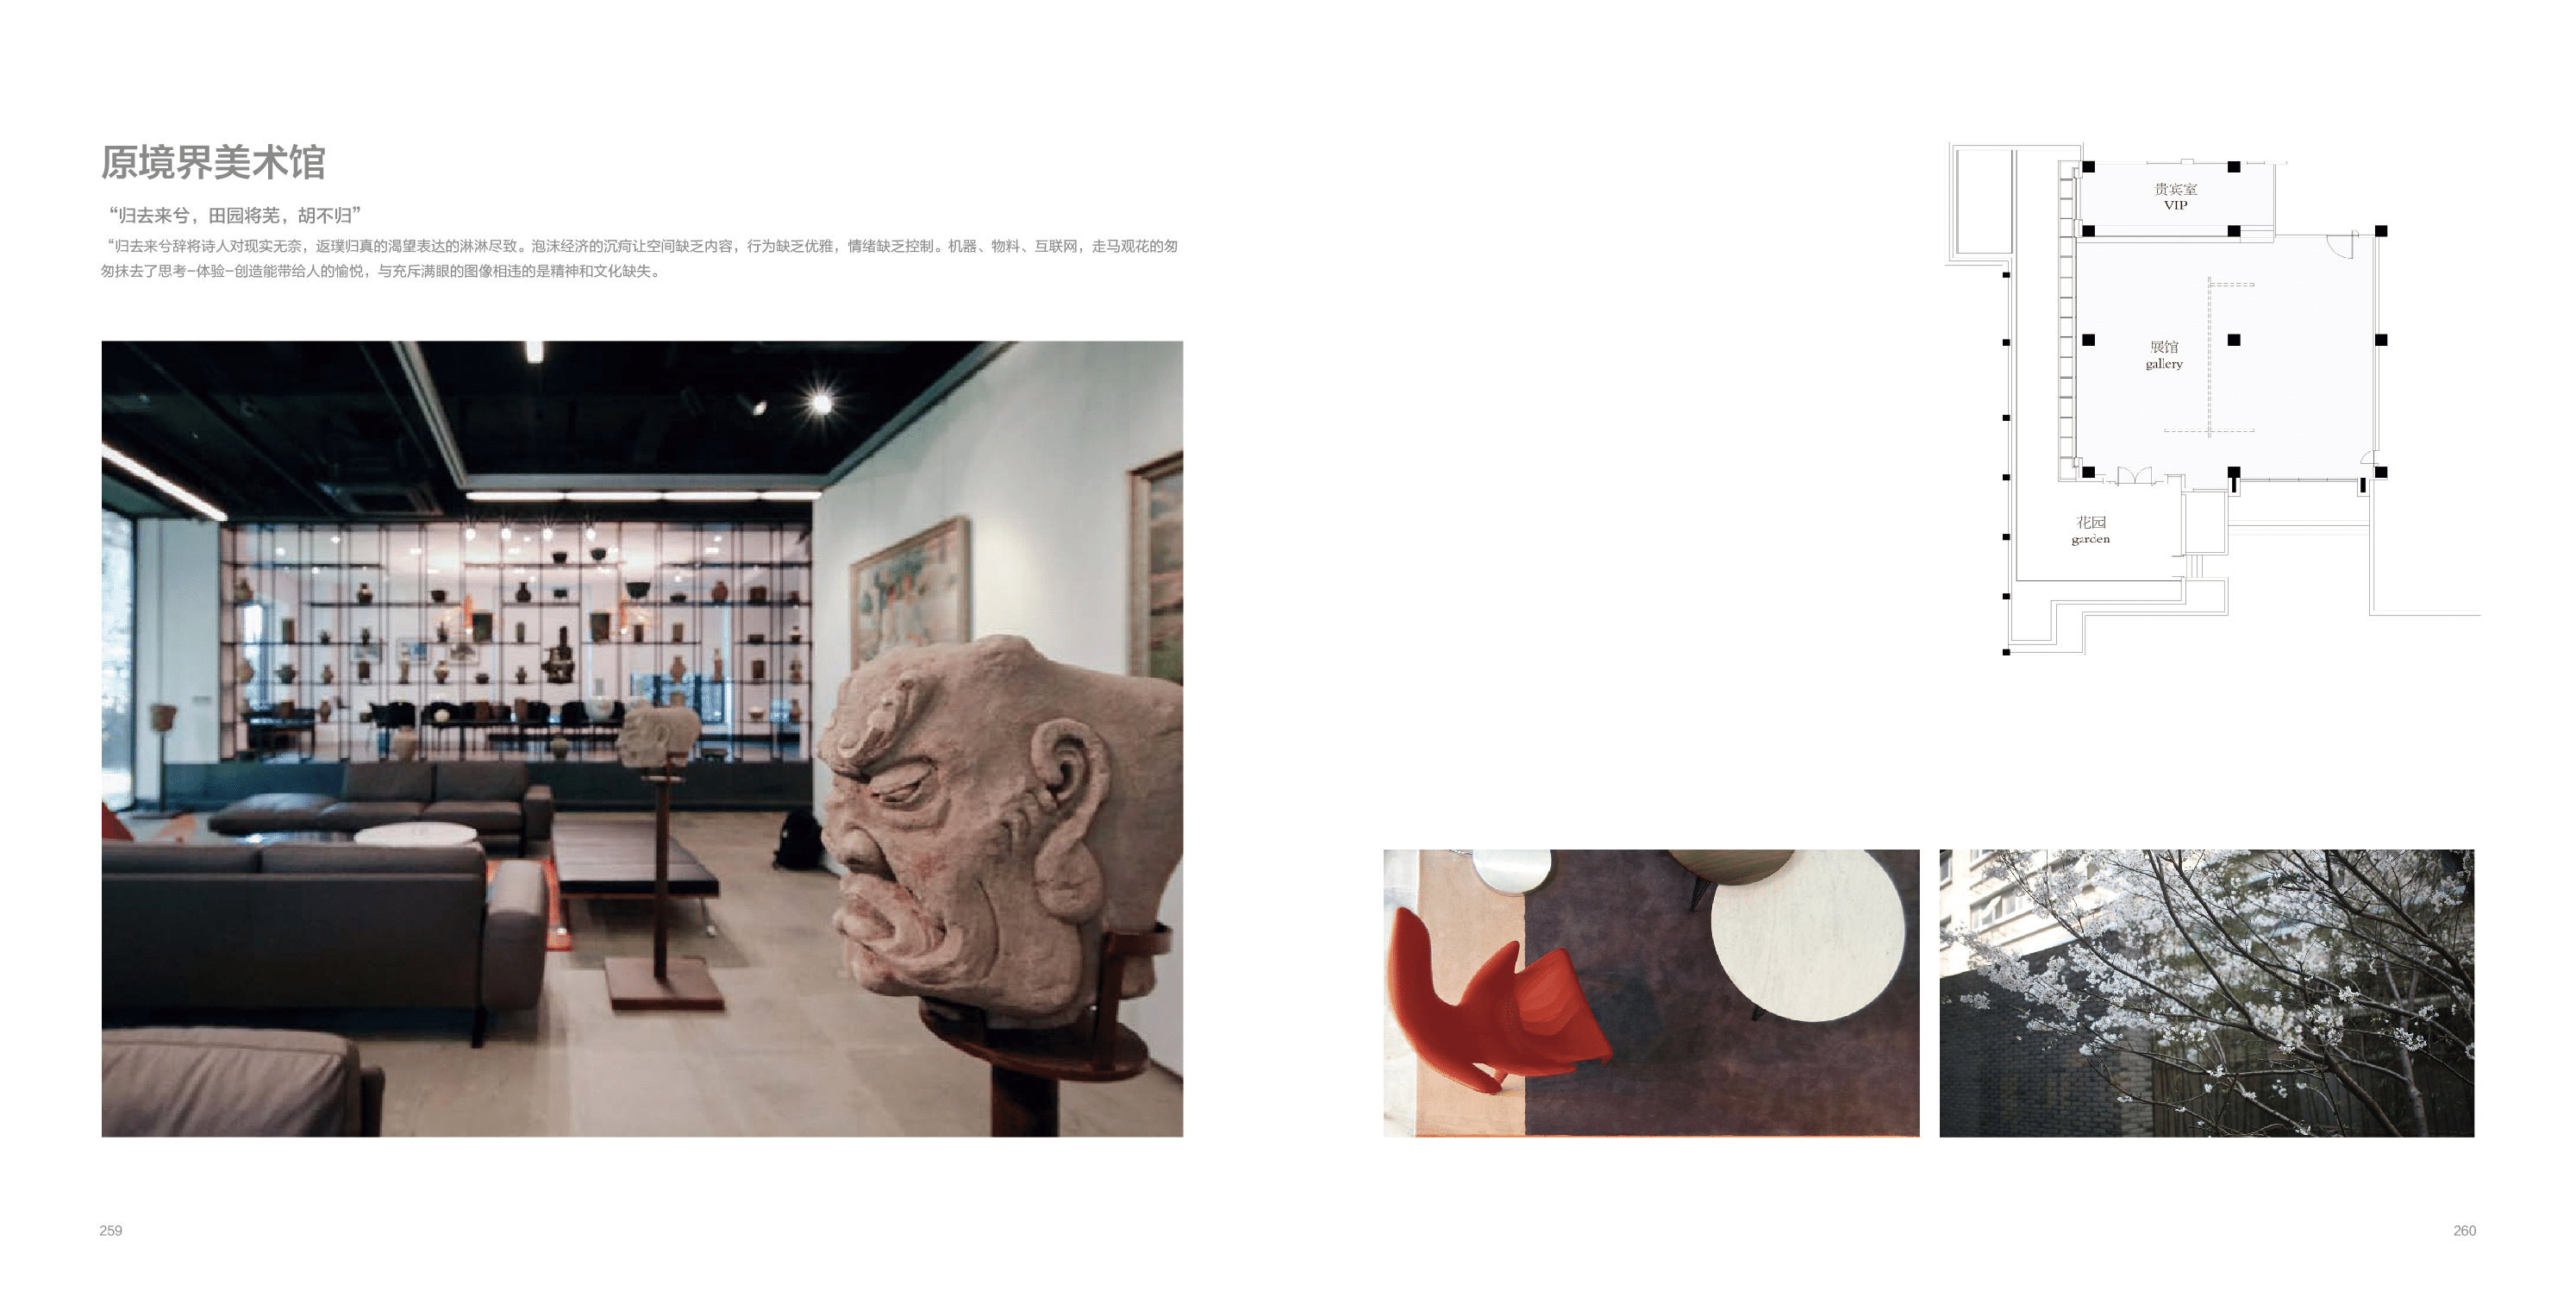 原境界美术馆
“归去来兮，田园将芜，胡不归”
“归去来兮辞将诗人对现实无奈，返璞归真的渴望表达的淋淋尽致。泡沫经济的沉疴让空间缺乏内容，行为缺乏优雅，情绪缺乏控制。机器、物料、互联网，走马观花的匆
匆抹去了思考-体验-创造能带给人的愉悦，与充斥满眼的图像相违的是精神和文化缺失。
贵宾室
VIP
展馆
gallery
花园
garden
259
260